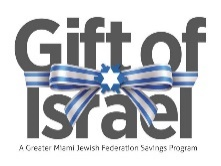 Gift of
Israel
A Greater Miami Jewish Federation Savings Program